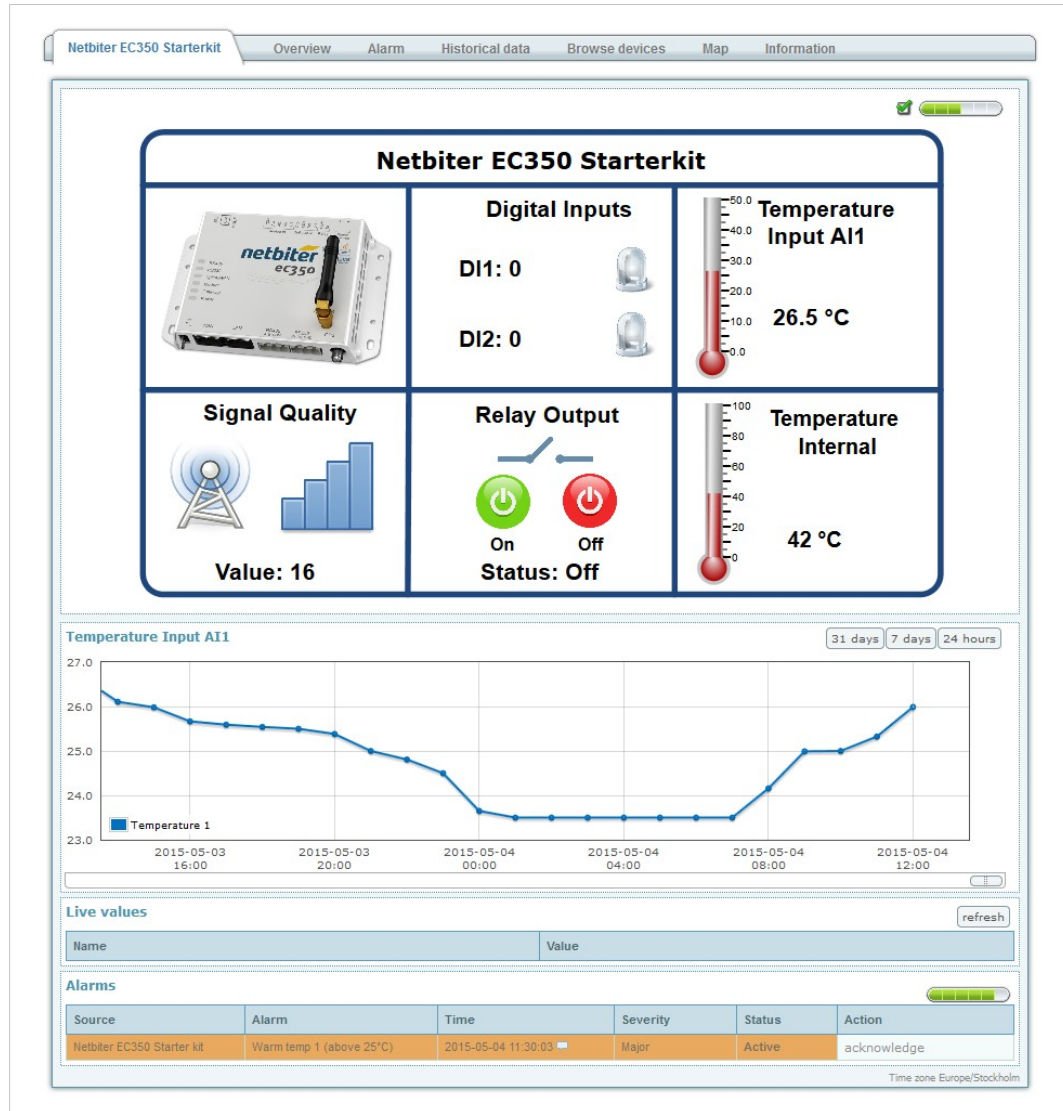 Netbiter EC350 Starterkit Overview Alarm Historical data Browse devices Map Information
Netbiter EC350 Starterkit
netbiter
ec350
Digital Inputs
DI1: 0
DI2: 0
50.0
40.0
30.0
20.0
10.0
0.0
Temperature
Input AI1
26.5 °C
Signal Quality
Value: 16
Relay Output
On Off
Status: Off
100
80
60
40
20
0
Temperature
Internal
42 °C
Temperature Input AI1 31 days 7 days 24 hours
27.0
26.0
25.0
24.0
23.0
Temperature 1
2015-05-03 2015-05-03 2015-05-04 2015-05-04 2015-05-04 2015-05-04
16:00 20:00 00:00 04:00 08:00 12:00
Live values refresh
Name Value
Alarms
Source Alarm Time Severity Status Action
Netbiter EC350 Starter kit Warm temp 1 (above 25°C) 2015-05-04 11:30:03 Major Active acknowledge
Time zone Europe/Stockholm